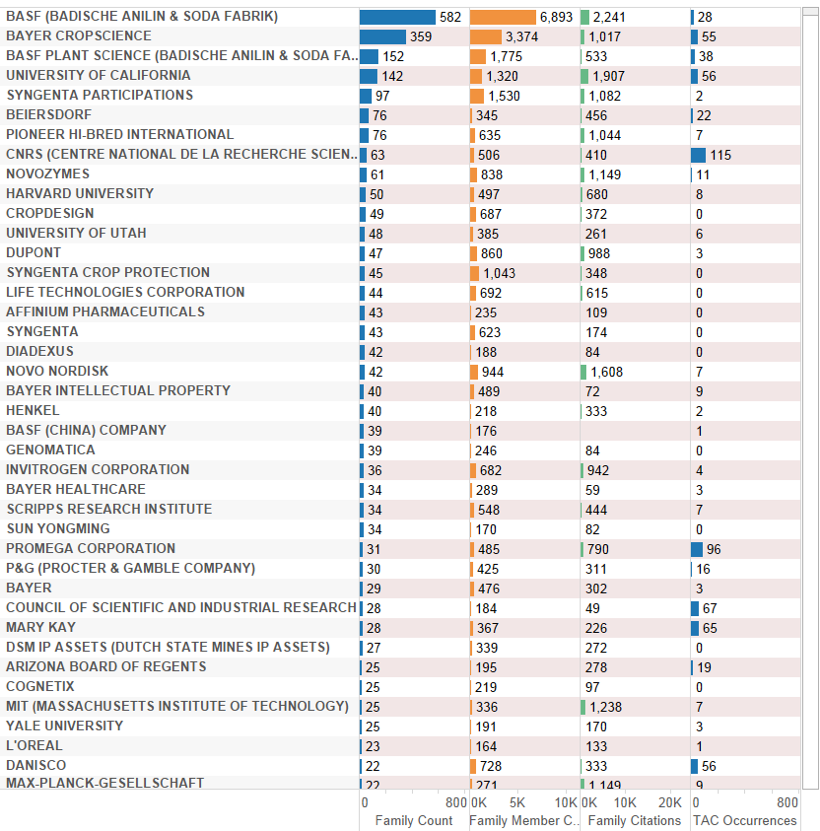 BASF (BADISCHE ANILIN & SODA FABRIK) 582 6,893 2,241 28
BAYER CROPSCIENCE 359 3,374 1,017 55
BASF PLANT SCIENCE (BADISCHE ANILIN & SODA FA.. 152 1,775 533 38
UNIVERSITY OF CALIFORNIA 142 1,320 1,907 56
SYNGENTA PARTICIPATIONS 97 1,530 1,082 2
BEIERSDORF 76 345 456 22
PIONEER HI-BRED INTERNATIONAL 76 635 1,044 7
CNRS (CENTRE NATIONAL DE LA RECHERCHE SCIEN.. 63 506 410 115
NOVOZYMES 61 838 1,149 11
HARVARD UNIVERSITY 50 497 680 8
CROPDESIGN 49 687 372 0
UNIVERSITY OF UTAH 48 385 261 6
DUPONT 47 860 988 3
SYNGENTA CROP PROTECTION 45 1,043 348 0
LIFE TECHNOLOGIES CORPORATION 44 692 615 0
AFFINIUM PHARMACEUTICALS 43 235 109 0
SYNGENTA 43 623 174 0
DIADEXUS 42 188 84 0
NOVO NORDISK 42 944 1,608 7
BAYER INTELLECTUAL PROPERTY 40 489 72 9
HENKEL 40 218 333 2
BASF (CHINA) COMPANY 39 176 1
GENOMATICA 39 246 84 0
INVITROGEN CORPORATION 36 682 942 4
BAYER HEALTHCARE 34 289 59 3
SCRIPPS RESEARCH INSTITUTE 34 548 444 7
SUN YONGMING 34 170 82 0
PROMEGA CORPORATION 31 485 790 96
P&G (PROCTER & GAMBLE COMPANY) 30 425 311 16
BAYER 29 476 302 3
COUNCIL OF SCIENTIFIC AND INDUSTRIAL RESEARCH 28 184 49 67
MARY KAY 28 367 226 65
DSM IP ASSETS (DUTCH STATE MINES IP ASSETS) 27 339 272 0
ARIZONA BOARD OF REGENTS 25 195 278 19
COGNETIX 25 219 97 0
MIT (MASSACHUSETTS INSTITUTE OF TECHNOLOGY) 25 336 1,238 7
YALE UNIVERSITY 25 191 170 3
L'OREAL 23 164 133 1
DANISCO 22 728 333 56
MAX-PLANCK-GESELLSCHAFT 22 271 1,149 9
0 800 0K 5K 10K 0K 10K 20K 0 800
Family Count Family Member C.. Family Citations TAC Occurrences